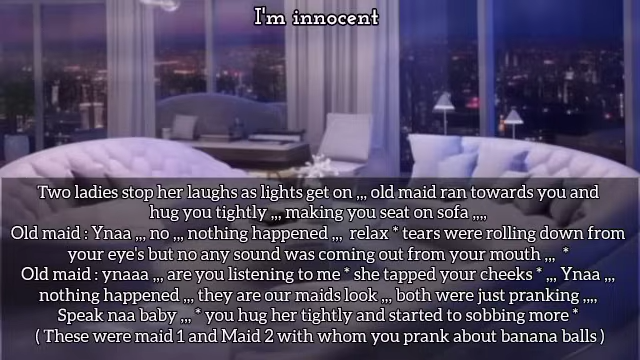 I'm innocent
Two ladies stop her laughs as lights get on ,,, old maid ran towards you and
hug you tightly ,,, making you seat on sofa ,,,,
Old maid : Ynaa ,,, no ,,, nothing happened ,,,  relax * tears were rolling down from
your eye's but no any sound was coming out from your mouth ,,,  *
Old maid : ynaaa ,,, are you listening to me * she tapped your cheeks * ,,, Ynaa ,,,
nothing happened ,,, they are our maids look ,,, both were just pranking ,,,,
Speak naa baby ,,, * you hug her tightly and started to sobbing more *
( These were maid 1 and Maid 2 with whom you prank about banana balls )